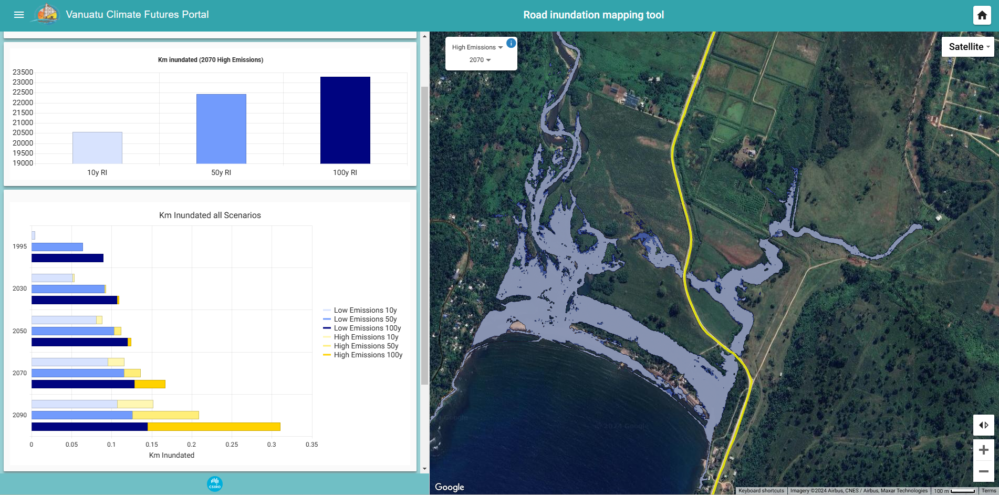 Vanuatu Climate Futures Portal
Road inundation mapping tool
Km inundated (2070 High Emissions)
23500
23000
22500
22000
21500
21000
20500
20000
19500
19000
10y RI
50y RI
100y RI
Km Inundated all Scenarios
1995
2030
2050
2070
2090
0
0.05
0.1
0.15
0.2
0.25
0.3
0.35
Km Inundated
Low Emissions 10y
Low Emissions 50y
Low Emissions 100y
High Emissions 10y
High Emissions 50y
High Emissions 100y
CSIRO
High Emissions
2070
i
Satellite
Google
© 2024 Google
Google
Keyboard shortcuts
Imagery ©2024 Airbus, CNES / Airbus, Maxar Technologies
100 m
Terms